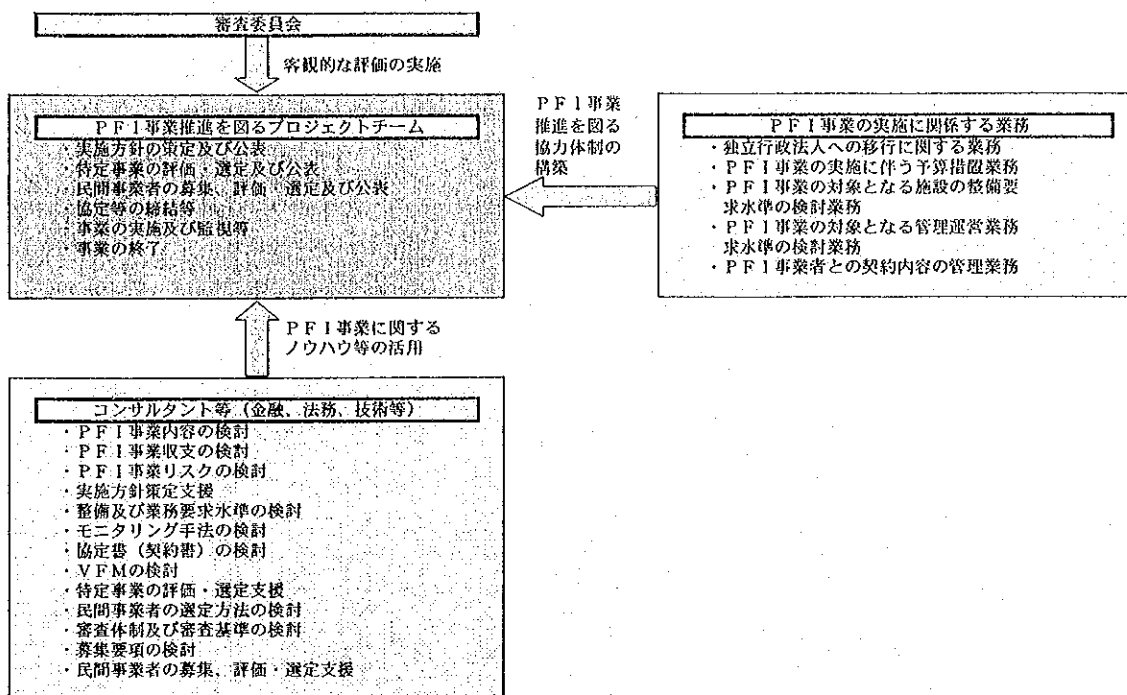 審査委員会
客観的な評価の実施
PFI事業推進を図るプロジェクトチーム
・実施方針の策定及び公表
・特定事業の評価・選定及び公表
・民間事業者の募集、評価・選定及び公表
・協定等の締結等
・事業の実施及び監視等
・事業の終了
PFI事業
推進を図る
協力体制の
構築
PFI事業の実施に関係する業務
・独立行政法人への移行に関する業務
・PFI事業の実施に伴う予算措置業務
・PFI事業の対象となる施設の整備要
求水準の検討業務
・PFI事業の対象となる管理運営業務
求水準の検討業務
・PFI事業者との契約内容の管理業務
PFI事業に関する
ノウハウ等の活用
コンサルタント等（金融、法務、技術等）
・PFI事業内容の検討
・PFI事業収支の検討
・PFI事業リスクの検討
・実施方針策定支援
・整備及び業務要求水準の検討
・モニタリング手法の検討
・協定書（契約書）の検討
・VFMの検討
・特定事業の評価・選定支援
・民間事業者の選定方法の検討
・審査体制及び審査基準の検討
・募集要項の検討
・民間事業者の募集、評価・選定支援